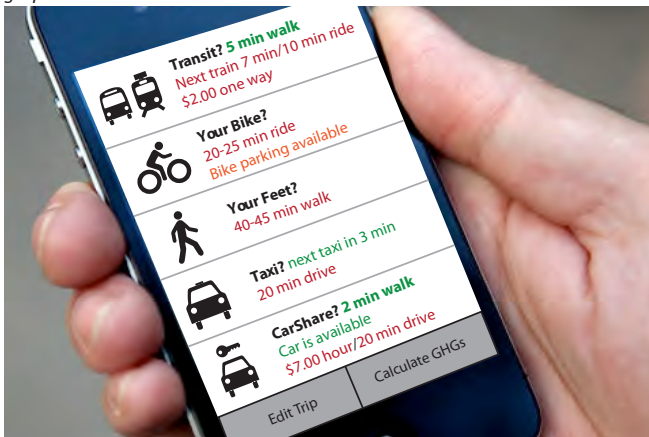 Transit? 5 min walk
Next train 7 min/10 min ride
$2.00 one way
Your Bike?
20-25 min ride
Bike parking available
Your Feet?
40-45 min walk
Taxi? next taxi in 3 min
20 min drive
CarShare? 2 min walk
Car is available
$7.00 hour/20 min drive
Edit Trip
Calculate GHGs